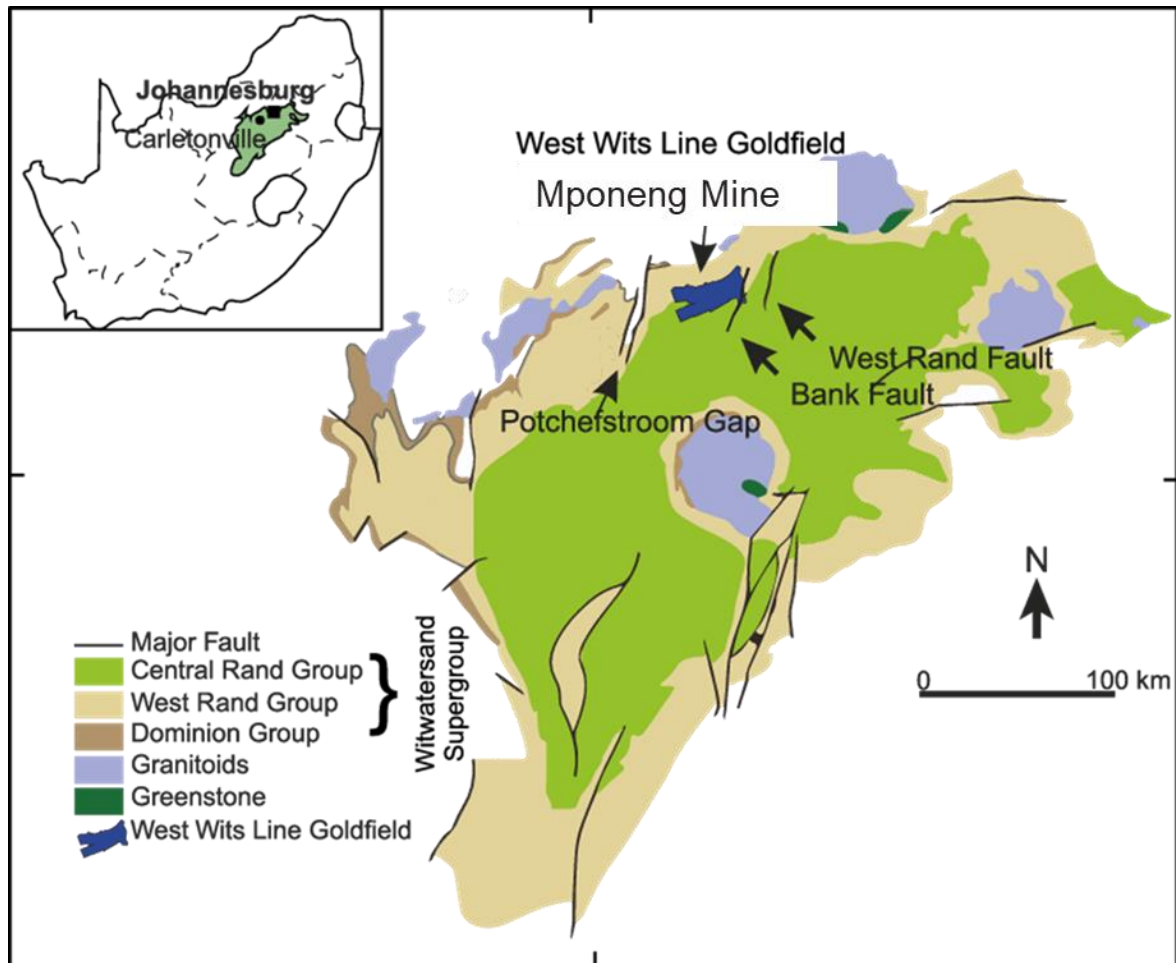 Johannesburg
Carletonville
West Wits Line Goldfield
Mponeng Mine
West Rand Fault
Bank Fault
Potchefstroom Gap
N
100 km
0
Major Fault
Central Rand Group
West Rand Group
Dominion Group
Granitoids
Greenstone
West Wits Line Goldfield
Witwatersand
Supergroup